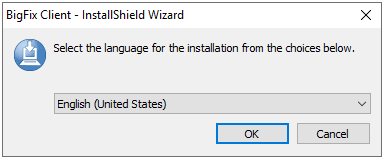 BigFix Client - InstallShield Wizard
Select the language for the installation from the choices below.
English (United States)
OK
Cancel